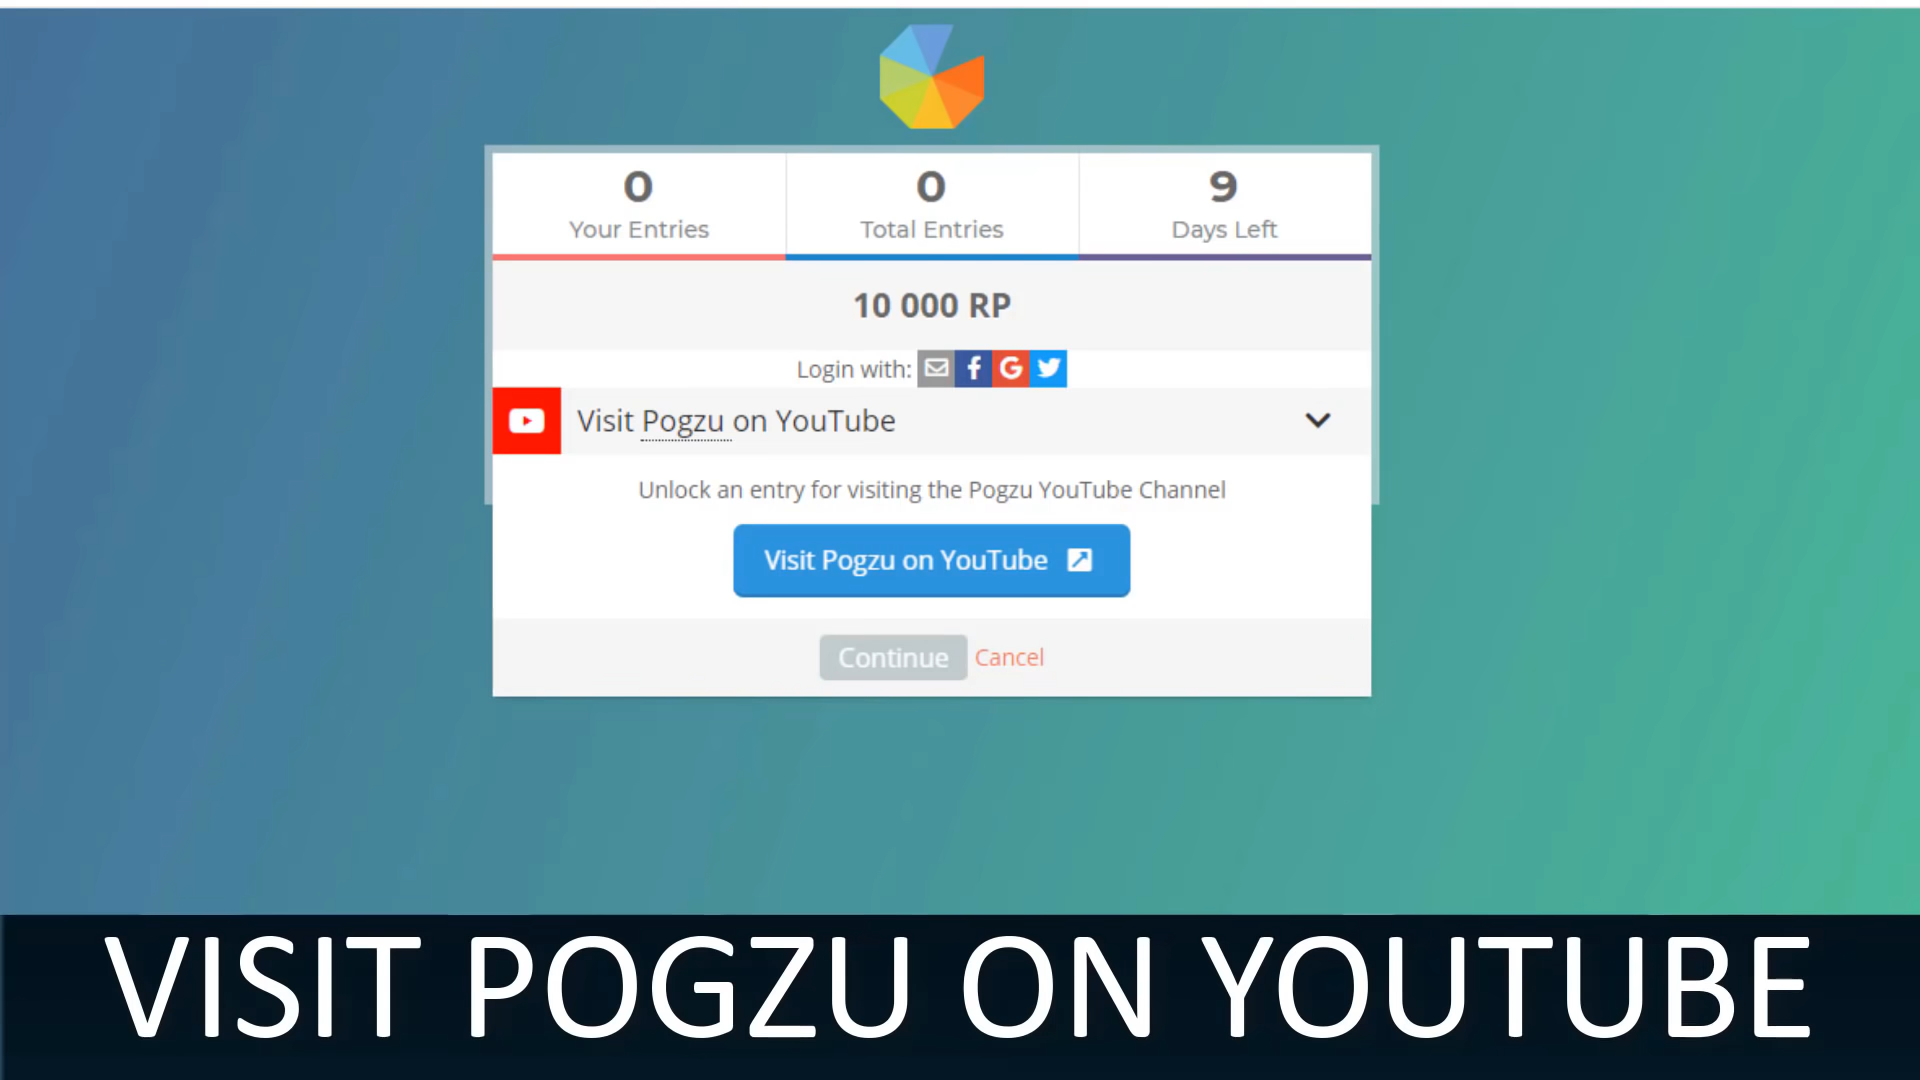 0
Your Entries
0
Total Entries
9
Days Left
10 000 RP
Login with:
Visit Pogzu on YouTube
Unlock an entry for visiting the Pogzu YouTube Channel
Visit Pogzu on YouTube
Continue Cancel
VISIT POGZU ON YOUTUBE